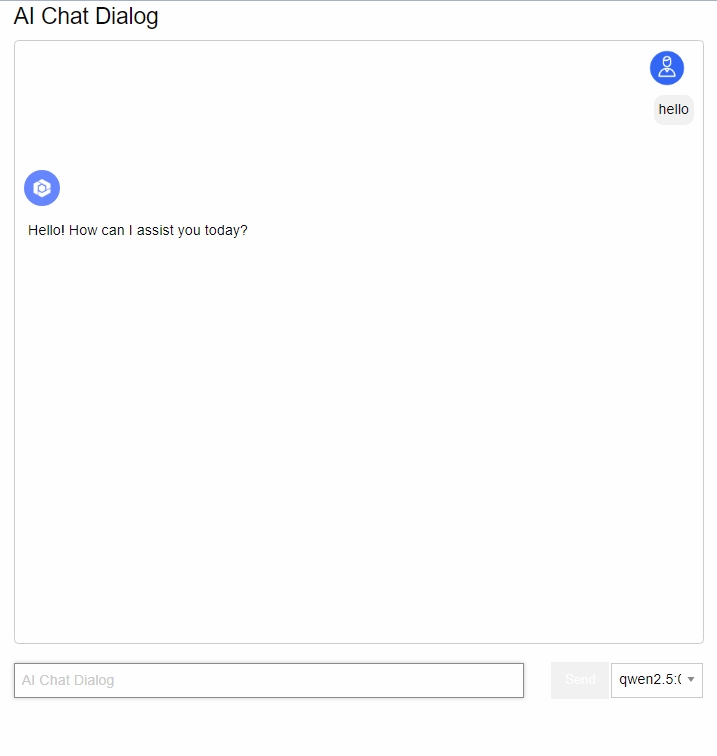 AI Chat Dialog
hello
Hello! How can I assist you today?
AI Chat Dialog
Send
qwen2.5: